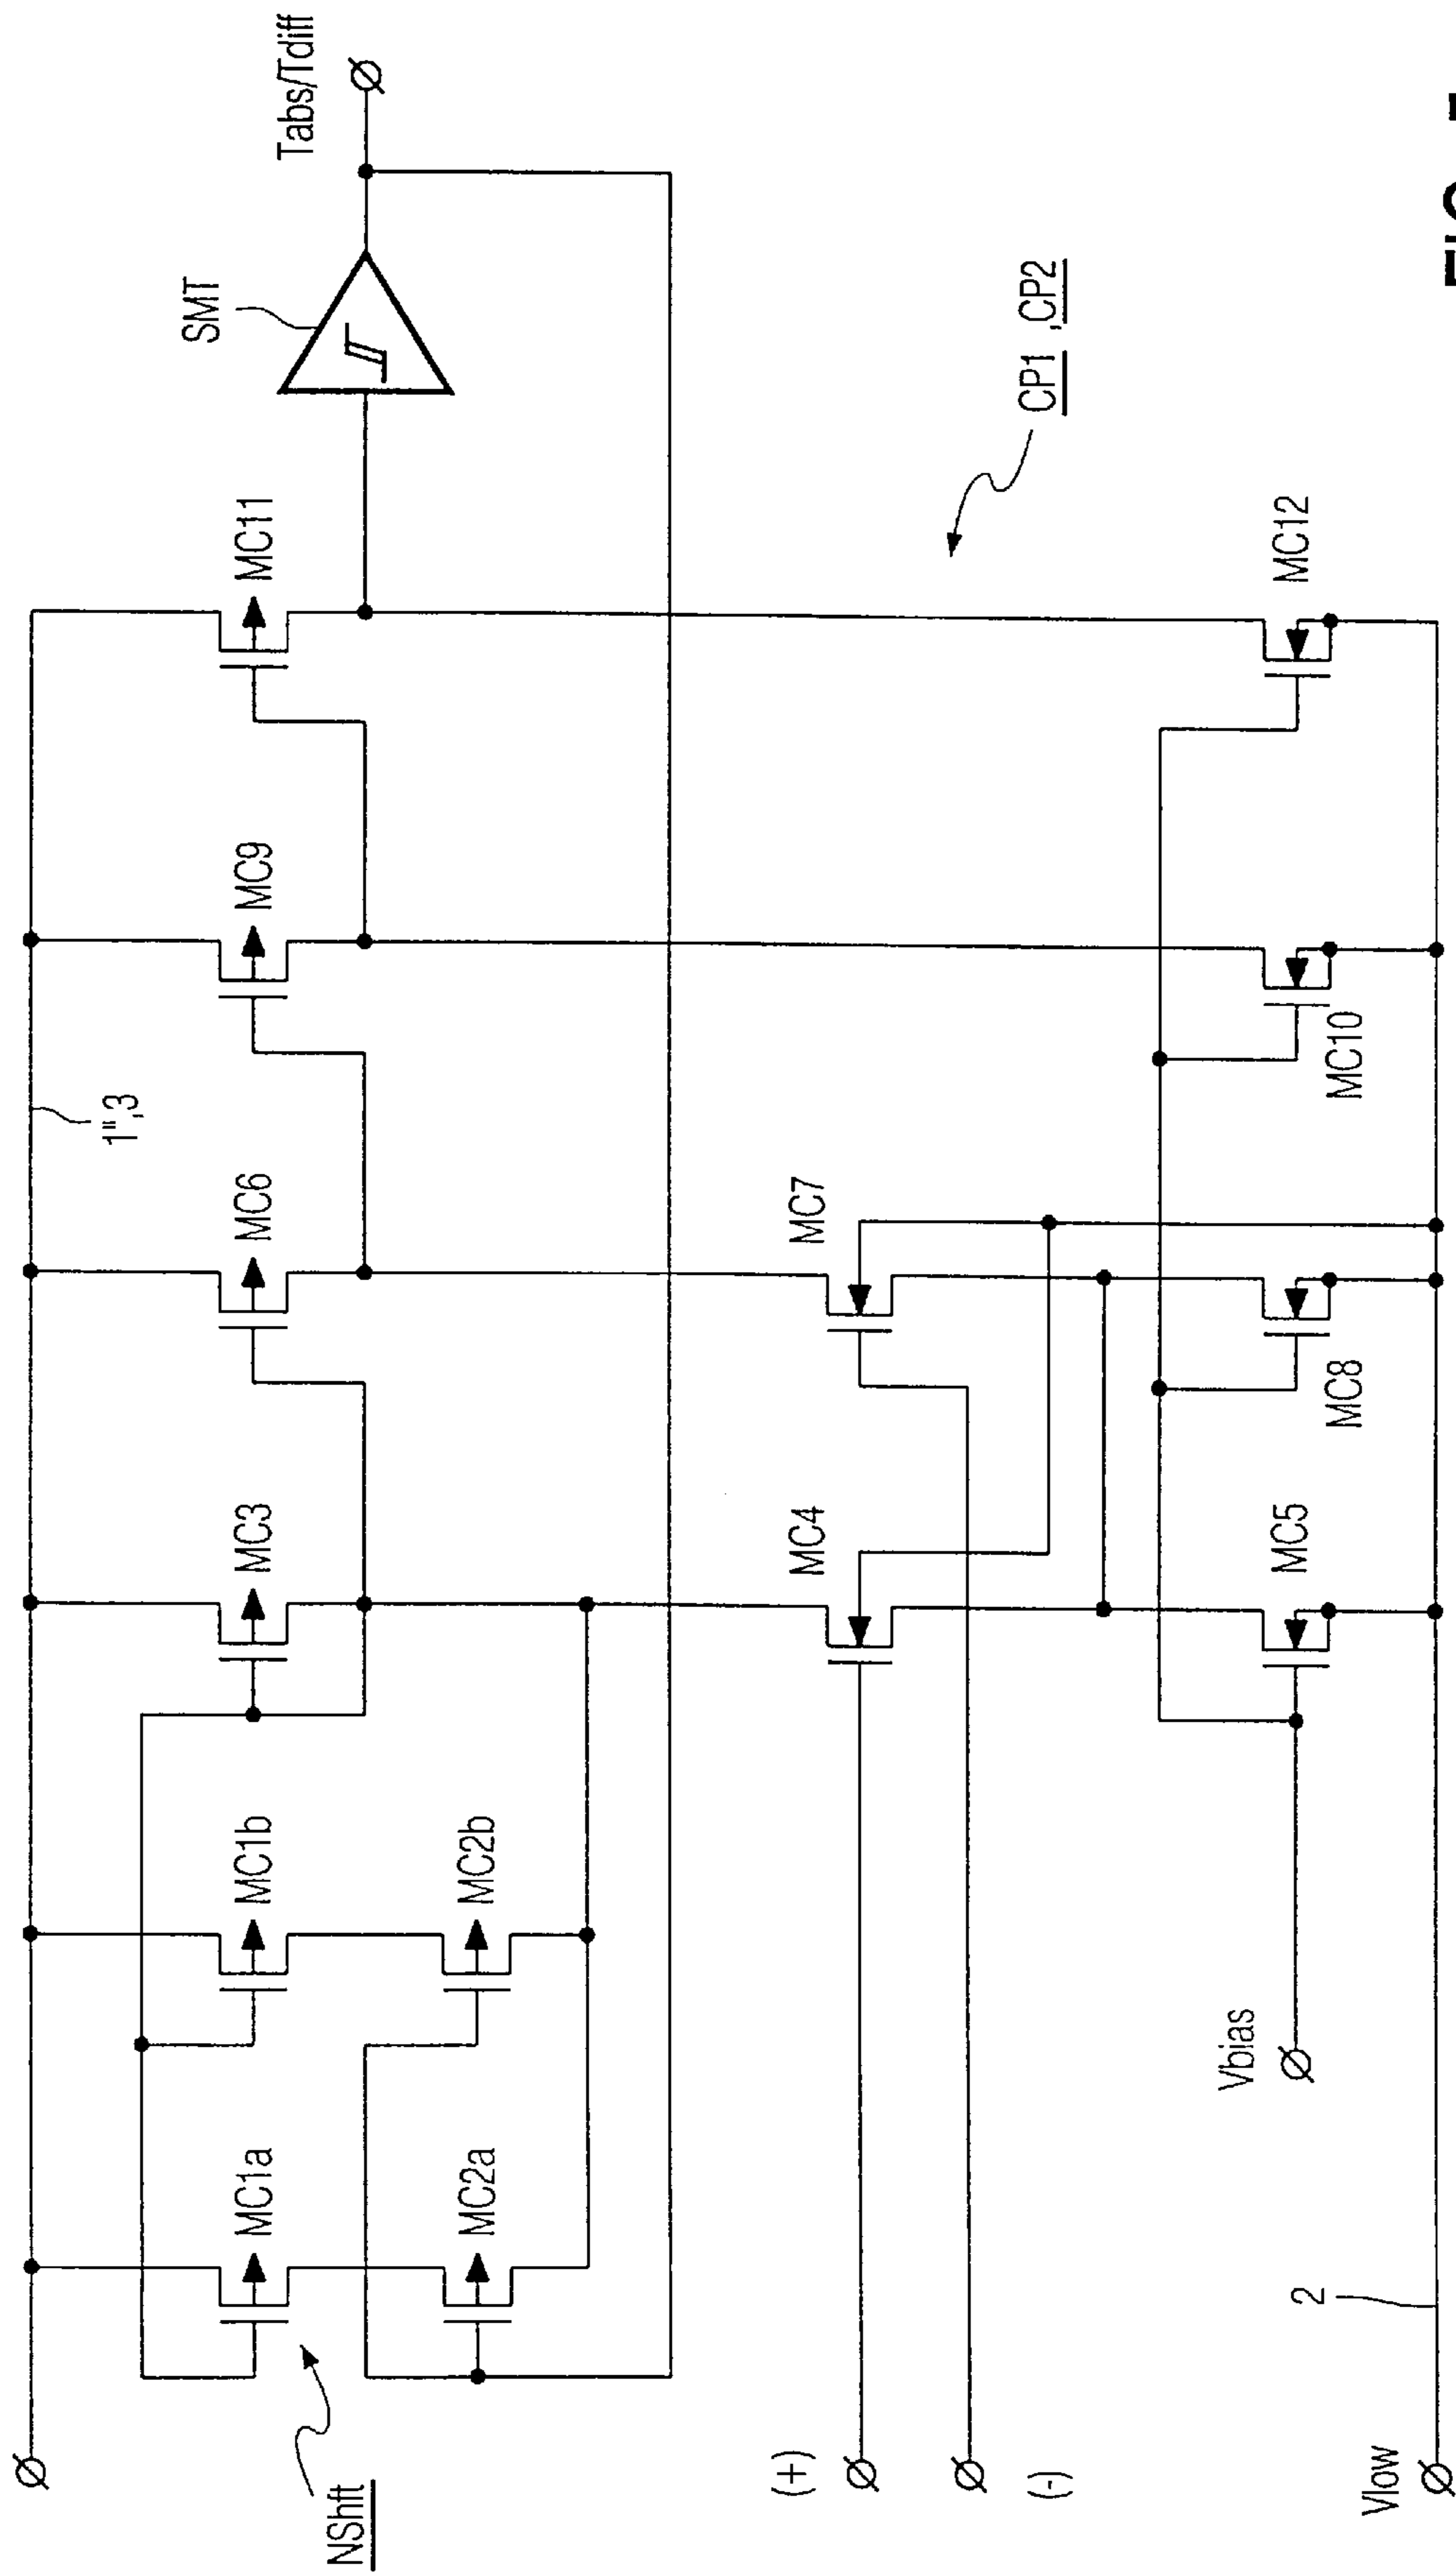 1",3
NShft
MC1a
MC1b
MC3
MC6
MC9
MC11
SMT
Tabs/Tdiff
MC2a
MC2b
(+)
(-)
MC4
MC7
CP1 ,CP2
Vbias
MC5
MC8
MC10
MC12
Vlow
2
FIG.